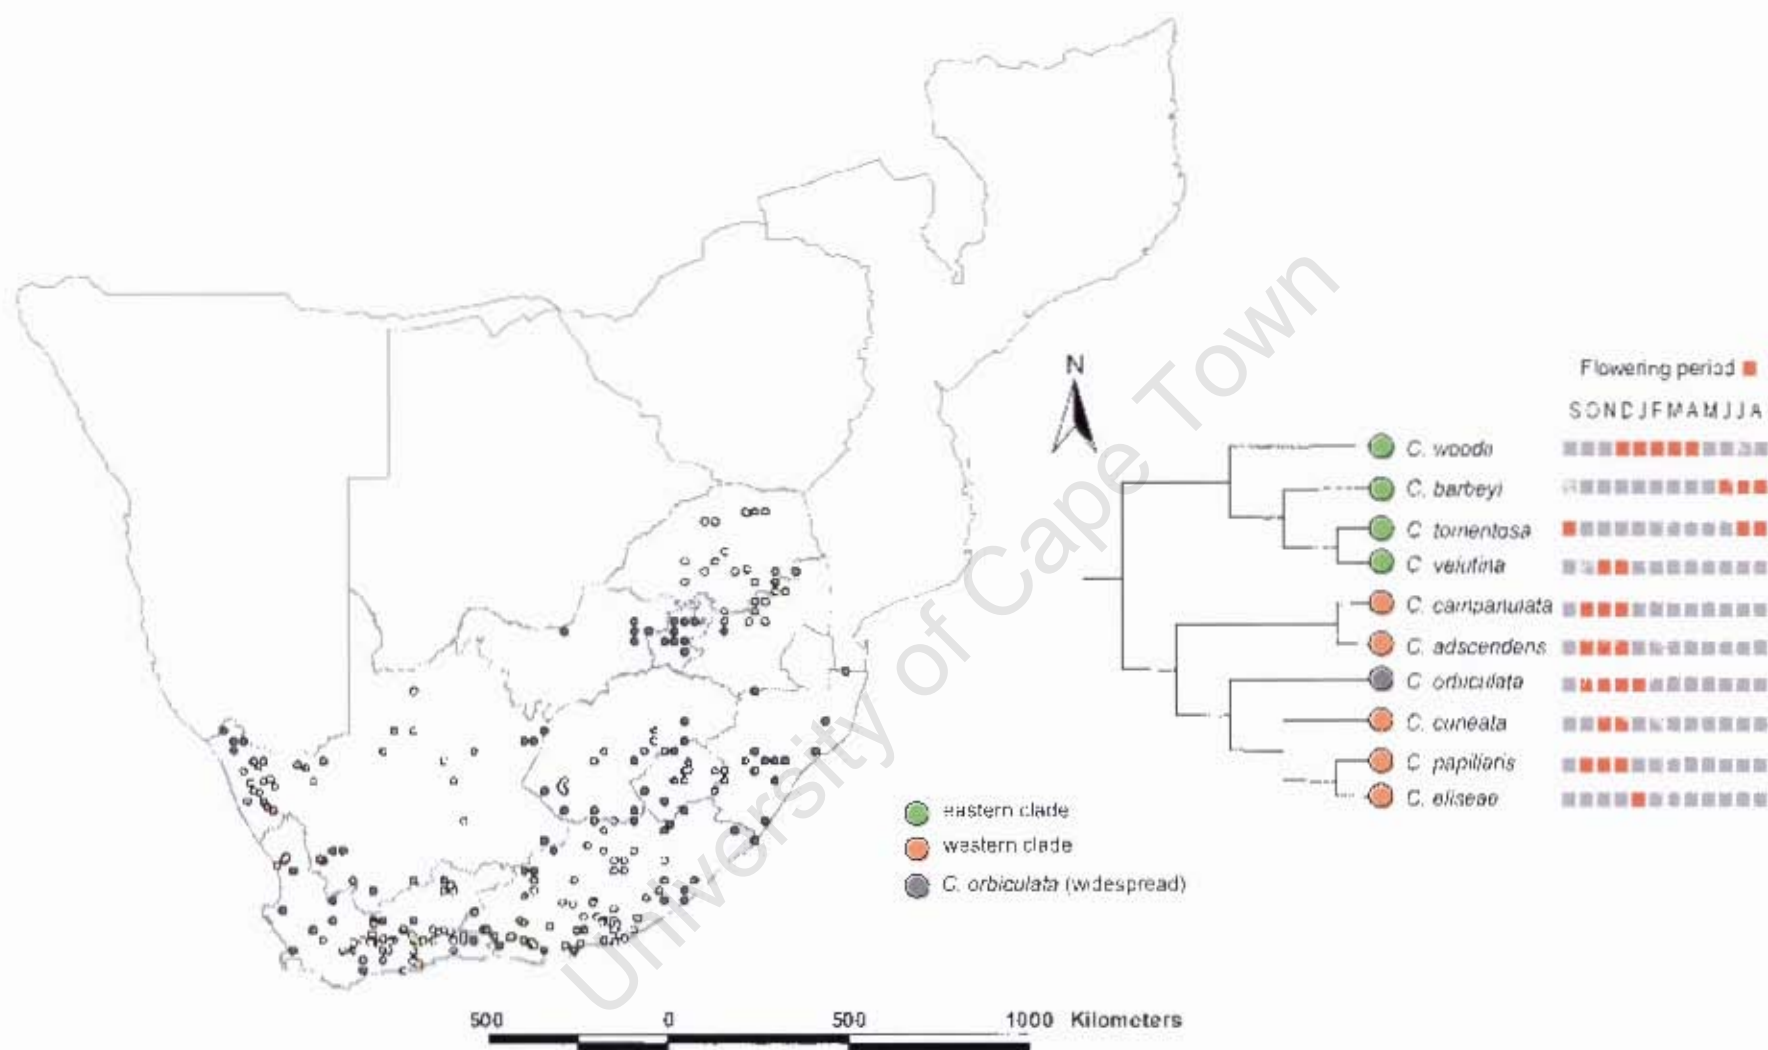 University of Cape Town
N
Flowering period
S O N D J F M A M J J A
C. woodii
C. barbeyi
C. tomentosa
C. velutina
C. campanulata
C. adscendens
C. orbiculata
C. cuneata
C. papillaris
C. eliseae
eastern clade
western clade
C. orbiculata (widespread)
500 0 500 1000 Kilometers